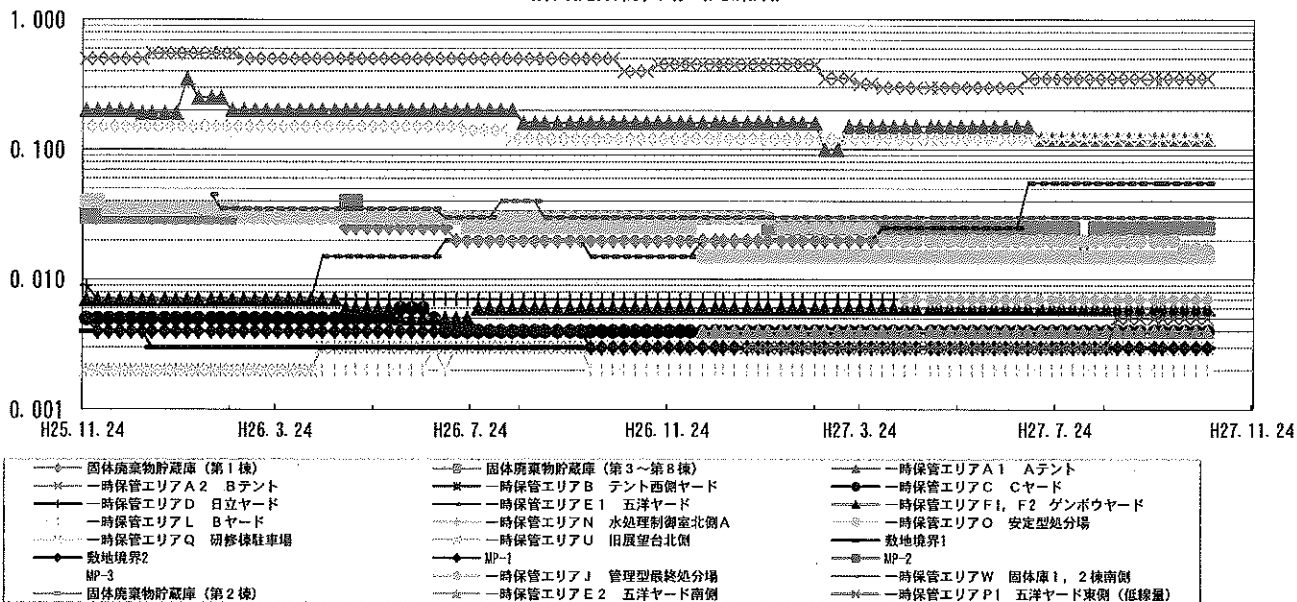 1.000
0.100
0.010
0.001
H25.11.24 H26.3.24 H26.7.24 H26.11.24 H27.3.24 H27.7.24 H27.11.24
固体廃棄物貯蔵庫（第1棟） 固体廃棄物貯蔵庫（第3～第8棟） 一時保管エリアA1 Aテント
一時保管エリアA2 Bテント 一時保管エリアB テント西側ヤード 一時保管エリアC Cヤード
一時保管エリアD 日立ヤード 一時保管エリアE1 五洋ヤード 一時保管エリアF1, F2 ゲンボウヤード
一時保管エリアL Bヤード 一時保管エリアN 水処理制御室北側A 一時保管エリアO 安定型処分場
一時保管エリアQ 研修棟駐車場 一時保管エリアU 旧展望台北側 敷地境界1
敷地境界2 MP-1 MP-2
MP-3 一時保管エリアJ 管理型最終処分場 一時保管エリアW 固体庫1, 2棟南側
固体廃棄物貯蔵庫（第2棟） 一時保管エリアE2 五洋ヤード南側 一時保管エリアP1 五洋ヤード東側（低線量）